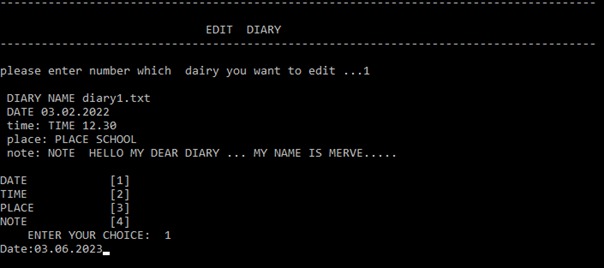 --------------------------------------------------------------------------------
EDIT  DIARY
--------------------------------------------------------------------------------
please enter number which  dairy you want to edit ...1
DIARY NAME diary1.txt
DATE 03.02.2022
time: TIME 12.30
place: PLACE SCHOOL
note: NOTE  HELLO MY DEAR DIARY ... MY NAME IS MERVE.....
DATE            [1]
TIME            [2]
PLACE           [3]
NOTE            [4]
ENTER YOUR CHOICE:  1
Date:03.06.2023